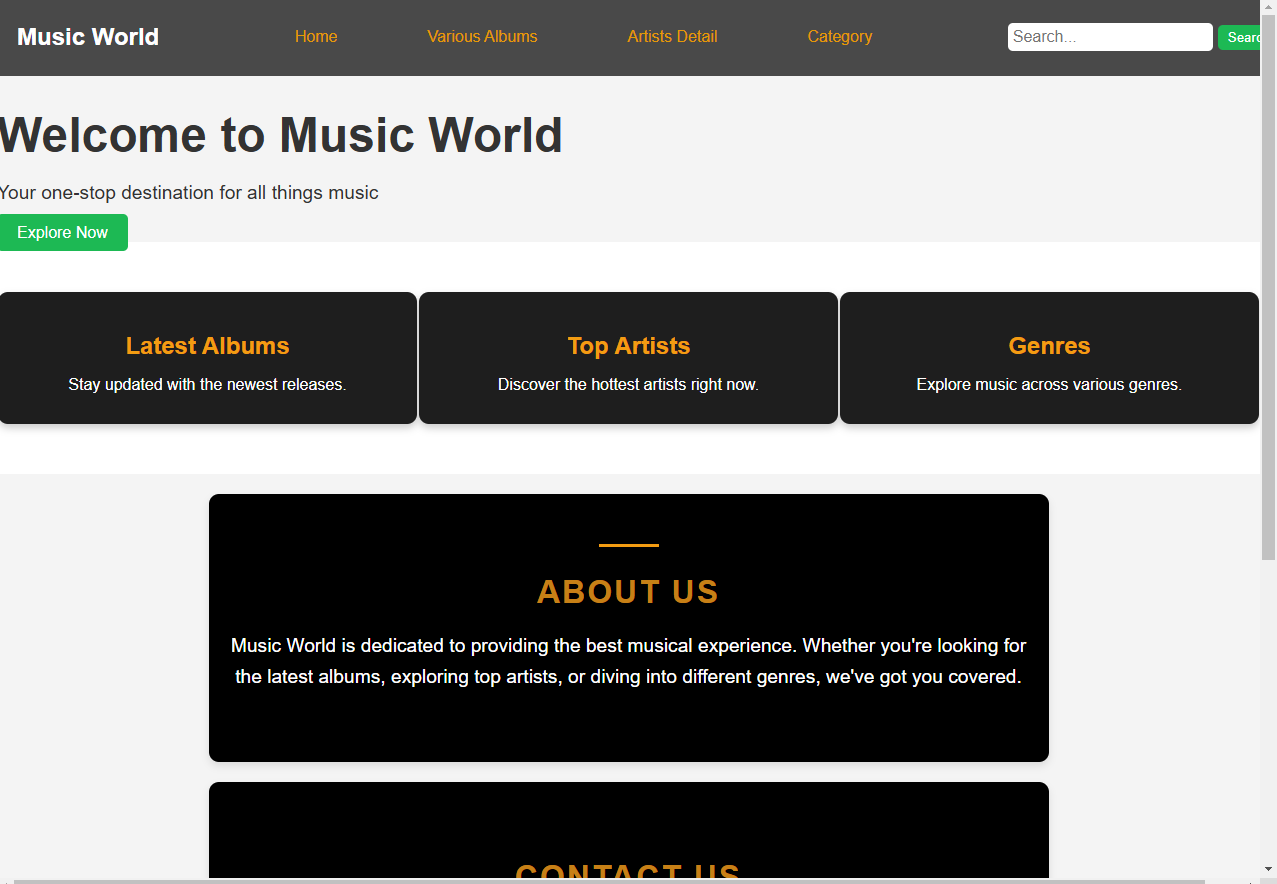 Music World
Home
Various Albums
Artists Detail
Category
Search...
Searc
Welcome to Music World
Your one-stop destination for all things music
Explore Now
Latest Albums
Stay updated with the newest releases.
Top Artists
Discover the hottest artists right now.
Genres
Explore music across various genres.
ABOUT US
Music World is dedicated to providing the best musical experience. Whether you're looking for
the latest albums, exploring top artists, or diving into different genres, we've got you covered.
CONTACT US